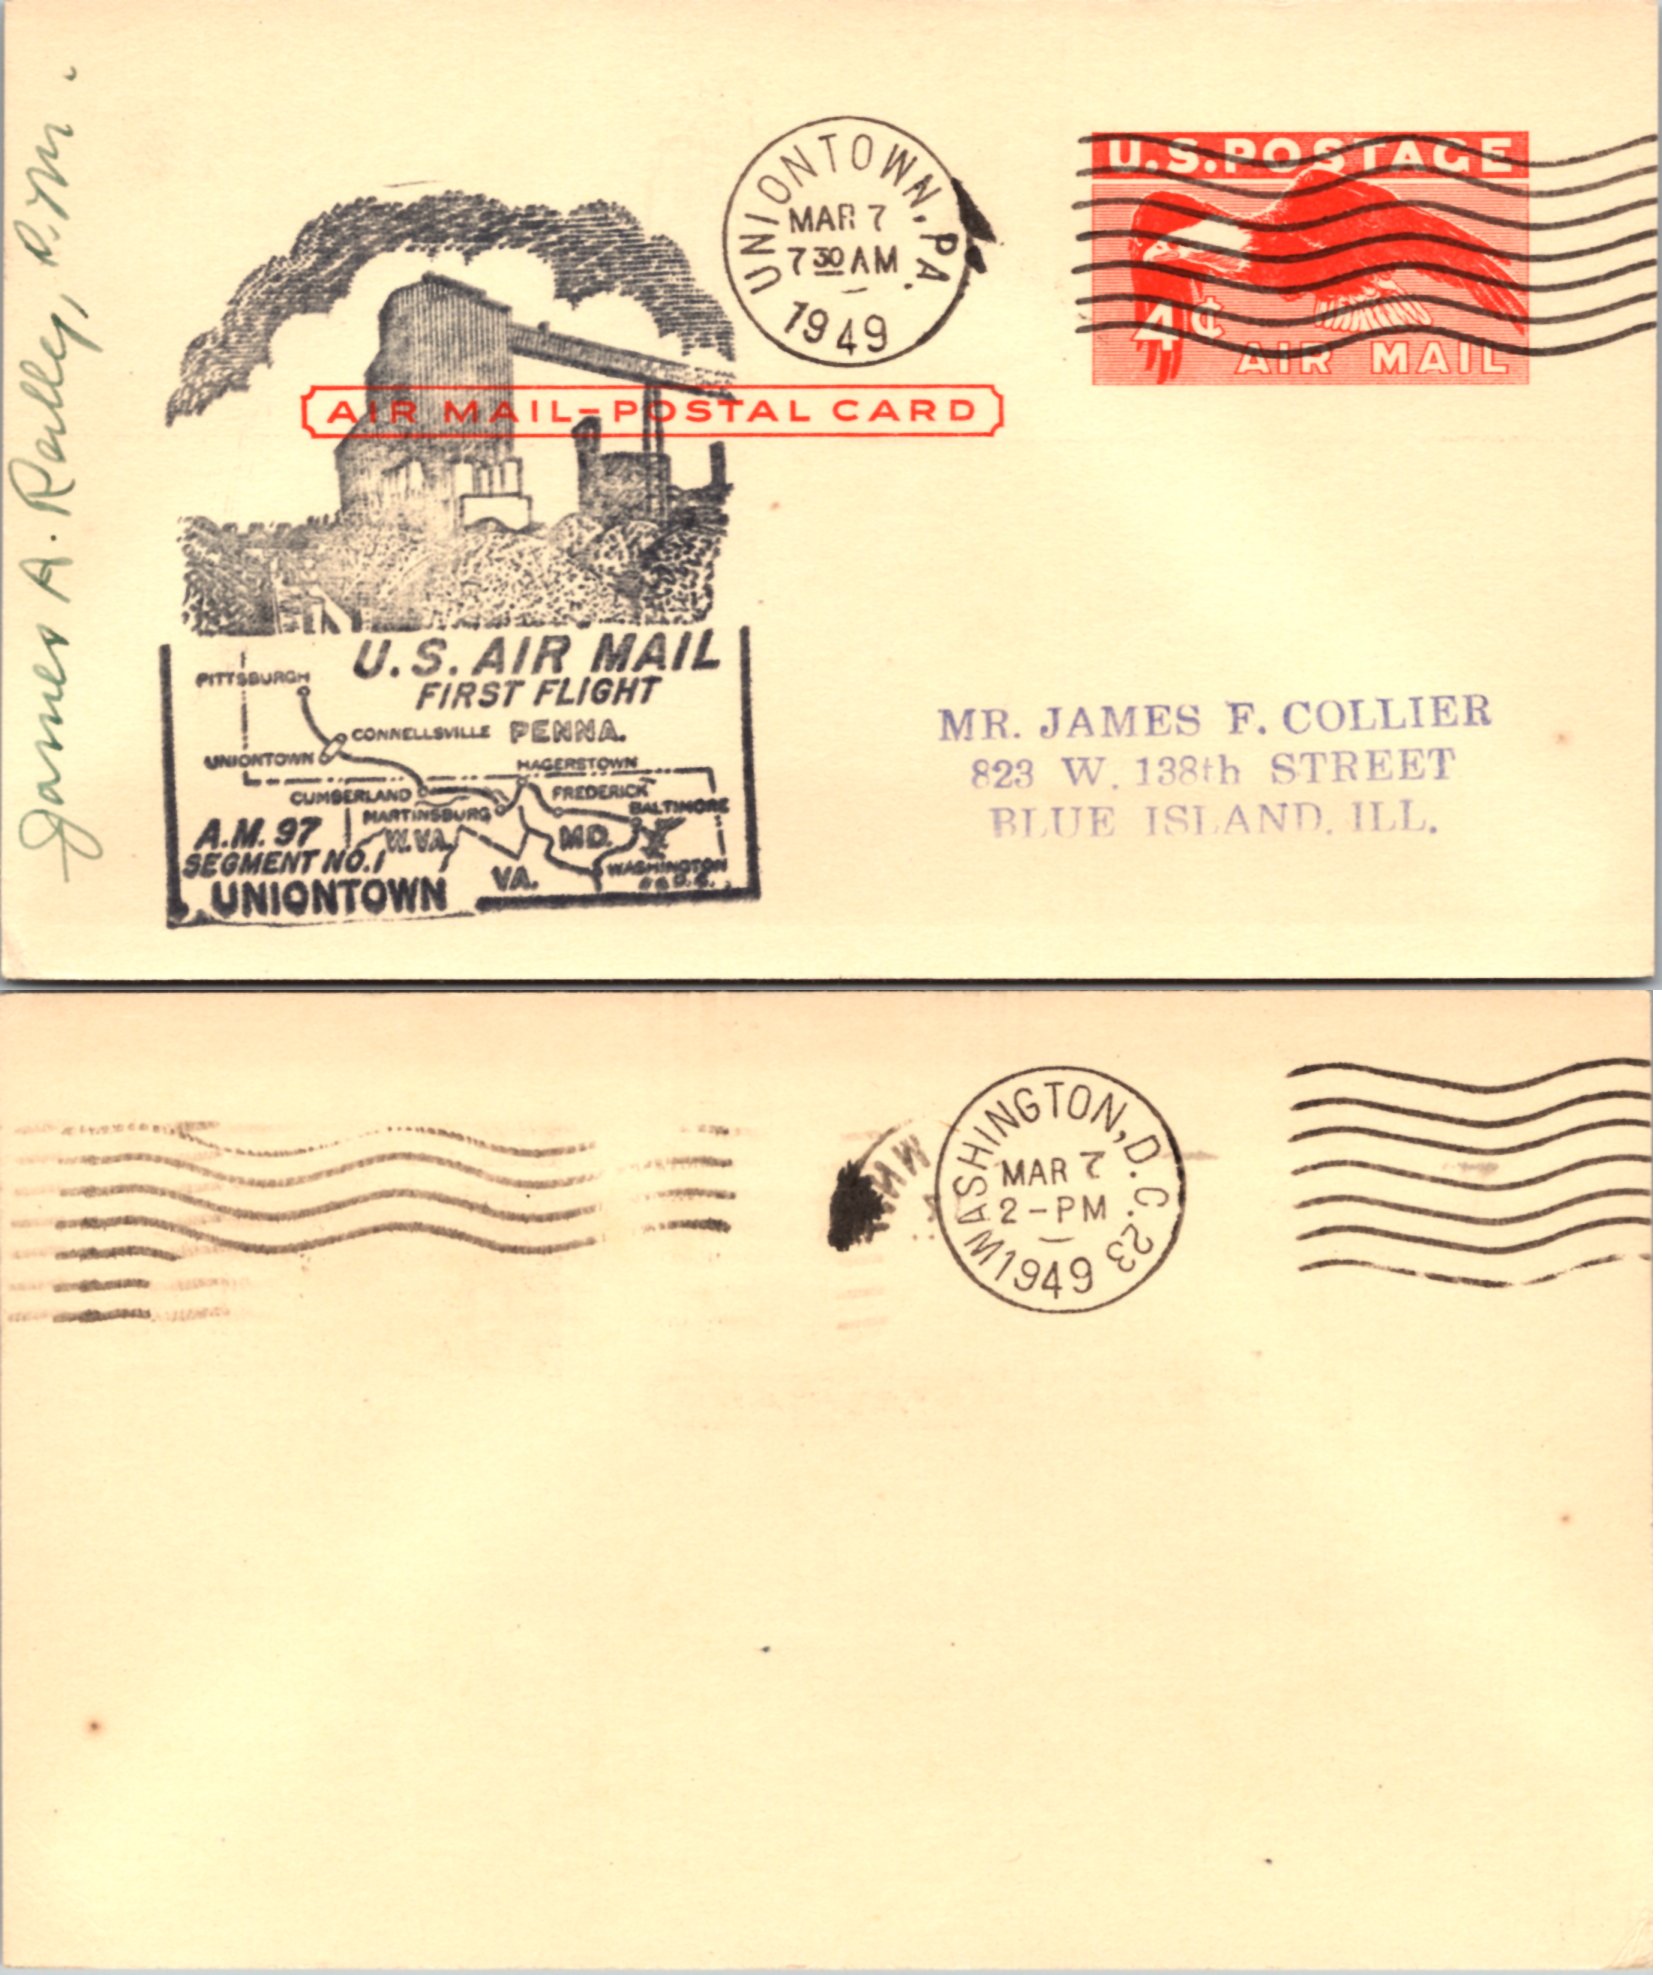 James A. Reilley, P.M.
UNIONTOWN, PA.
MAR 7
7 30 AM
1949
U.S. POSTAGE
4¢
AIR MAIL
AIR MAIL-POSTAL CARD
U.S. AIR MAIL
FIRST FLIGHT
PITTSBURGH
CONNELLSVILLE PENNA.
UNIONTOWN
HAGERSTOWN
CUMBERLAND FREDERICK
MARTINSBURG BALTIMORE
A.M. 97 W.VA. MD.
SEGMENT NO.1 WASHINGTON
D.C.
UNIONTOWN VA.
MR. JAMES F. COLLIER
823 W. 138th STREET
BLUE ISLAND, ILL.
WASHINGTON, D.C. 23
MAR 7
2-PM
1949